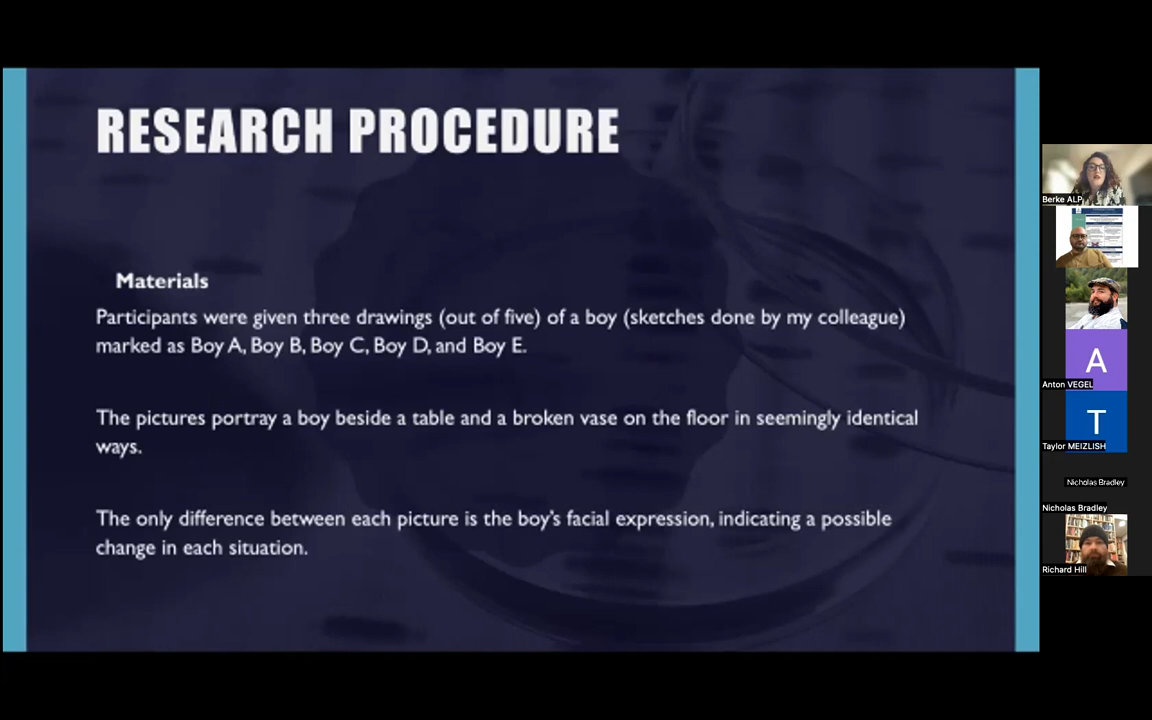 RESEARCH PROCEDURE
Materials
Participants were given three drawings (out of five) of a boy (sketches done by my colleague)
marked as Boy A, Boy B, Boy C, Boy D, and Boy E.
The pictures portray a boy beside a table and a broken vase on the floor in seemingly identical
ways.
The only difference between each picture is the boy's facial expression, indicating a possible
change in each situation.
Berke ALP
A
Anton VEGEL
T
Taylor MEIZLISH
Nicholas Bradley
Nicholas Bradley
Richard Hill